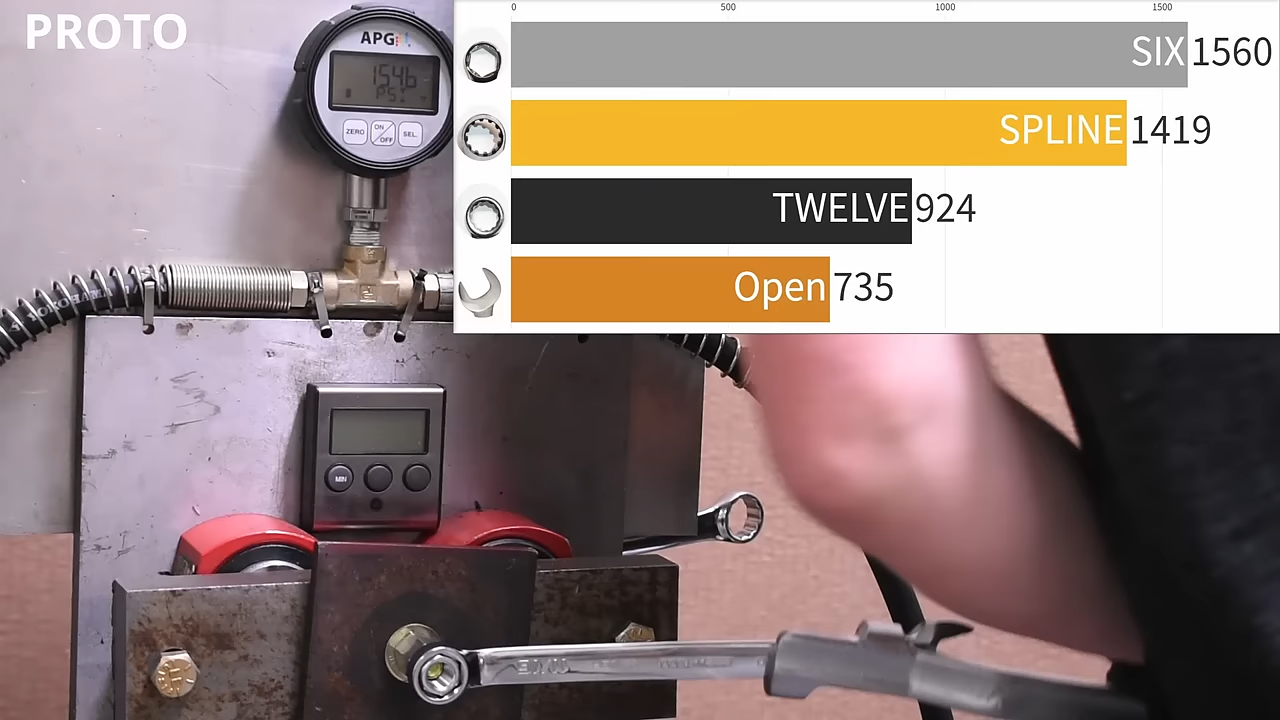 PROTO
0 500 1000 1500
SIX 1560
SPLINE 1419
TWELVE 924
Open 735
APG
1546
PSI
ZERO ON/OFF SEL.
MIN
YOKOHAMA